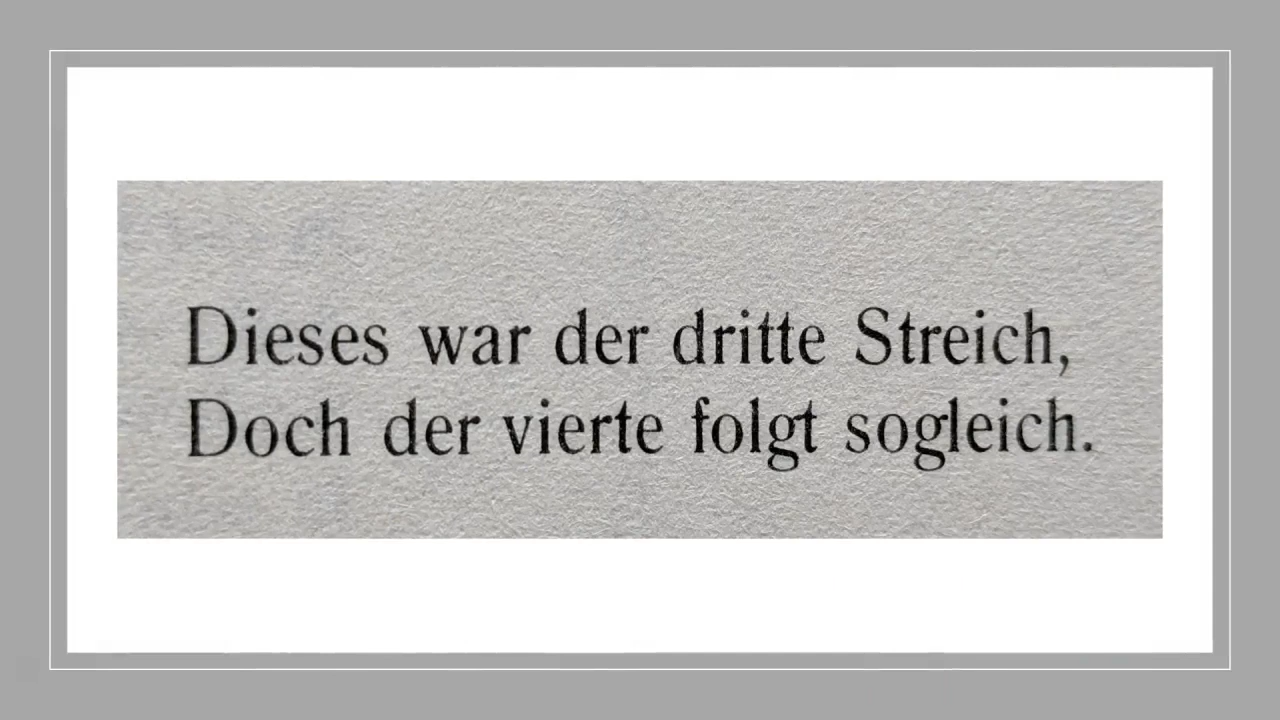 Dieses war der dritte Streich,
Doch der vierte folgt sogleich.